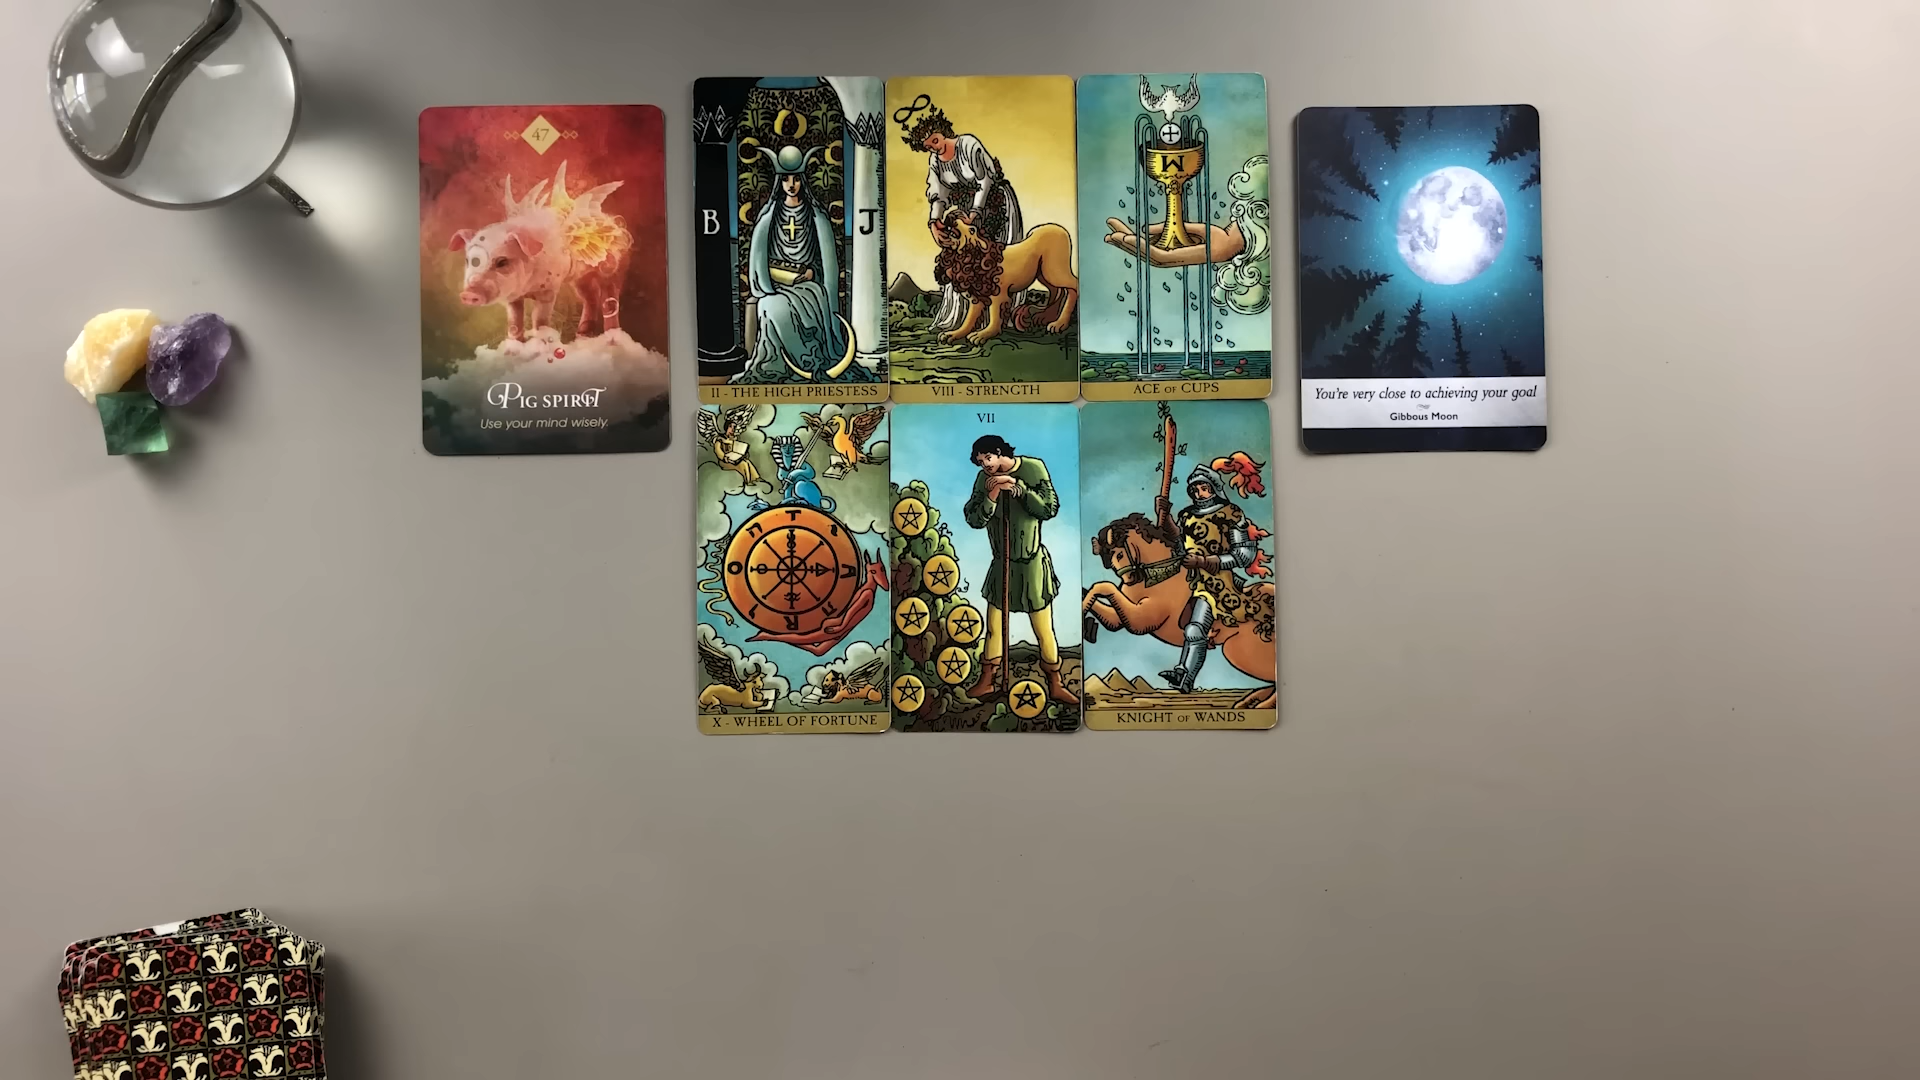 47
PIG SPIRIT
Use your mind wisely.
B J
II - THE HIGH PRIESTESS
VIII - STRENGTH
ACE OF CUPS
You're very close to achieving your goal
Gibbous Moon
T
A
R
O
X - WHEEL OF FORTUNE
VII
KNIGHT OF WANDS